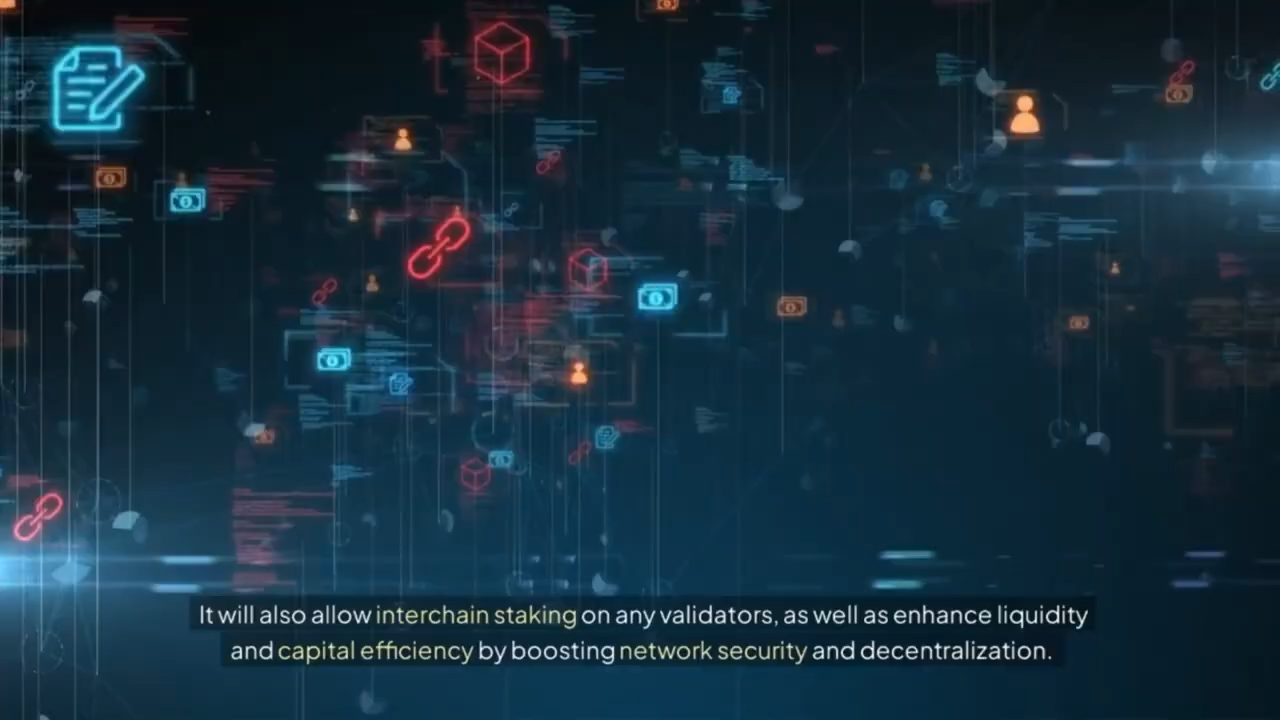 It will also allow interchain staking on any validators, as well as enhance liquidity
and capital efficiency by boosting network security and decentralization.